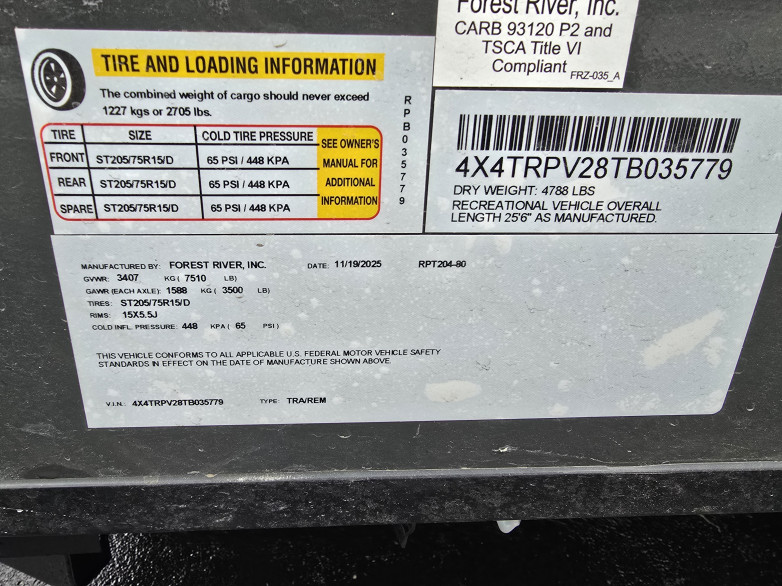 Forest River, Inc.
CARB 93120 P2 and
TSCA Title VI
Compliant FRZ-035_A
TIRE AND LOADING INFORMATION
The combined weight of cargo should never exceed
1227 kgs or 2705 lbs.
TIRE SIZE COLD TIRE PRESSURE
FRONT ST205/75R15/D 65 PSI / 448 KPA
REAR ST205/75R15/D 65 PSI / 448 KPA
SPARE ST205/75R15/D 65 PSI / 448 KPA
SEE OWNER'S
MANUAL FOR
ADDITIONAL
INFORMATION
RPB035779
4X4TRPV28TB035779
DRY WEIGHT: 4788 LBS
RECREATIONAL VEHICLE OVERALL
LENGTH 25'6" AS MANUFACTURED.
MANUFACTURED BY: FOREST RIVER, INC. DATE: 11/19/2025 RPT204-80
GVWR: 3407 KG ( 7510 LB)
GAWR (EACH AXLE): 1588 KG ( 3500 LB)
TIRES: ST205/75R15/D
RIMS: 15X5.5J
COLD INFL. PRESSURE: 448 KPA ( 65 PSI )
THIS VEHICLE CONFORMS TO ALL APPLICABLE U.S. FEDERAL MOTOR VEHICLE SAFETY
STANDARDS IN EFFECT ON THE DATE OF MANUFACTURE SHOWN ABOVE.
V.I.N.: 4X4TRPV28TB035779 TYPE: TRA/REM